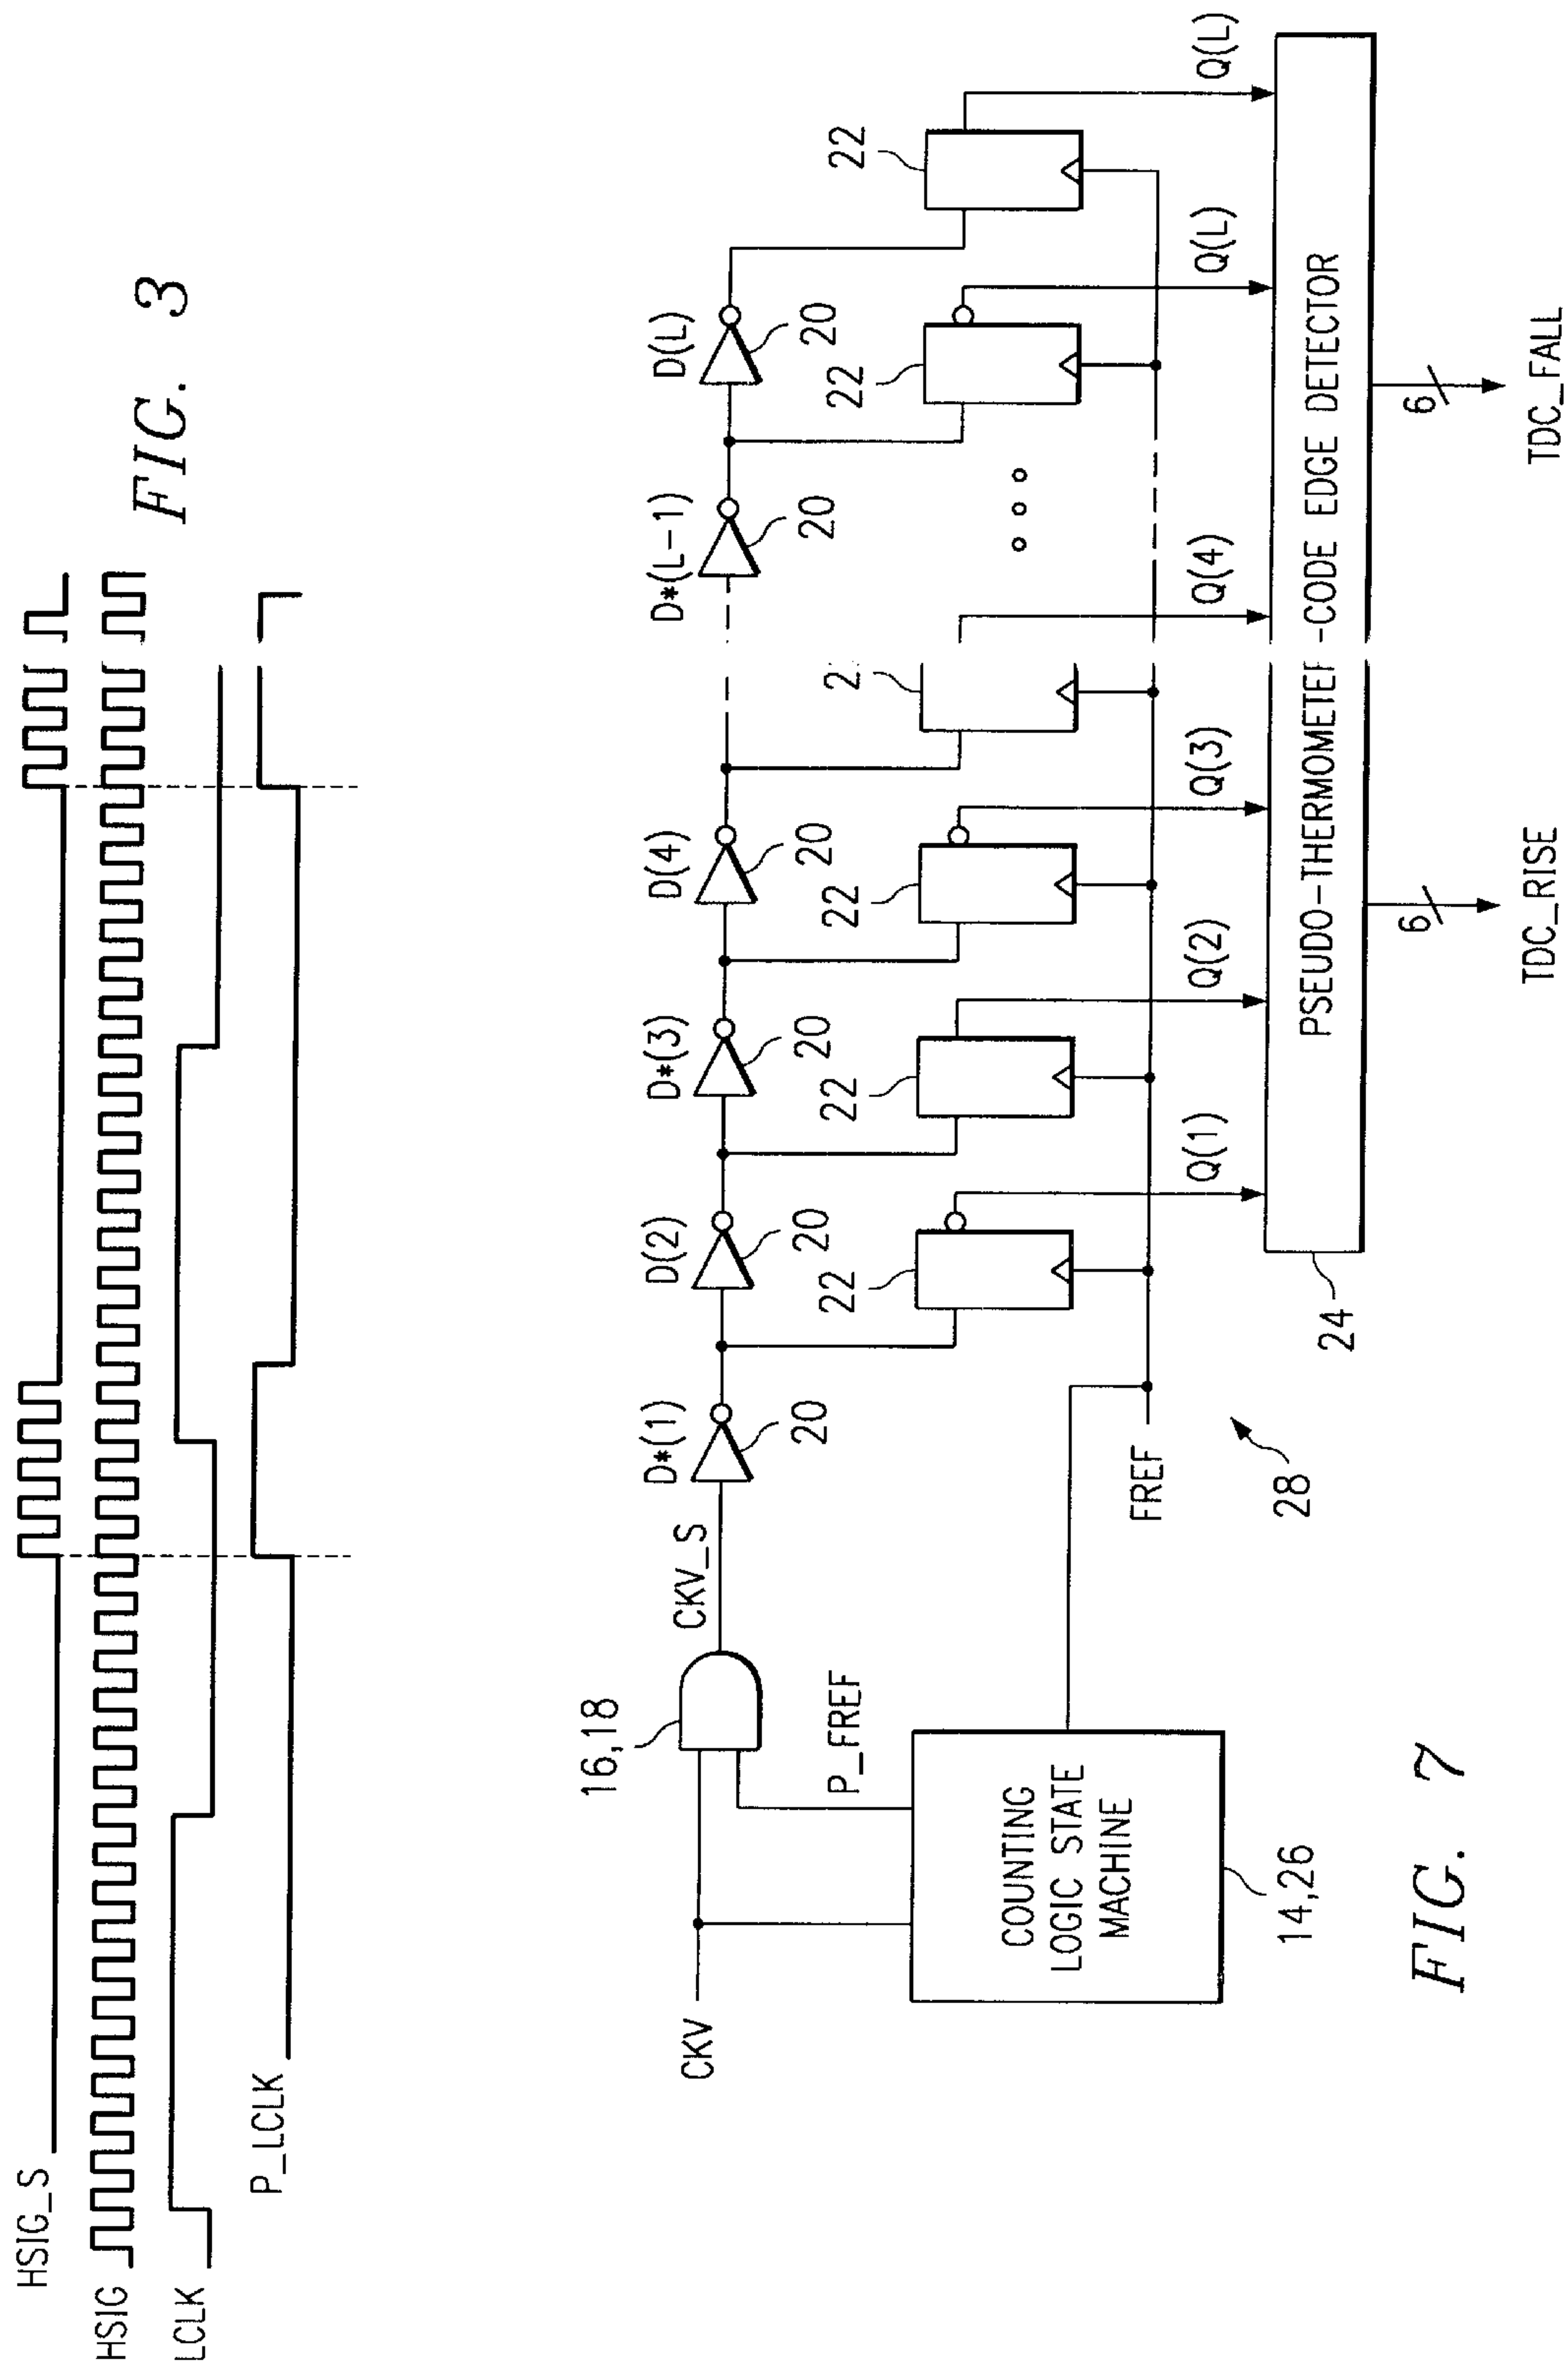 FIG. 3
HSIG_S
HSIG
LCLK
P_LCLK
16,18
CKV
CKV_S
P_FREF
COUNTING
LOGIC STATE
MACHINE
14,26
D*(1)
D(2)
D*(3)
D(4)
D*(L-1)
D(L)
20
20
20
20
20
20
22
22
22
22
22
Q(1)
Q(2)
Q(3)
Q(4)
Q(L)
Q(L)
FREF
28
24
PSEUDO-THERMOMETER-CODE EDGE DETECTOR
6
6
TDC_RISE
TDC_FALL
FIG. 7